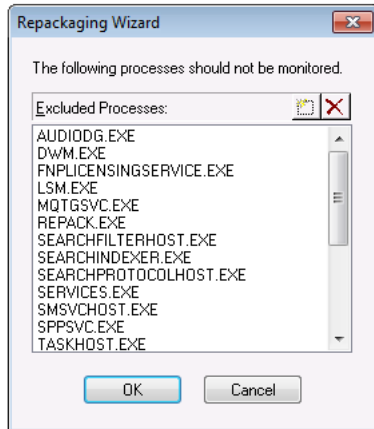 Repackaging Wizard
The following processes should not be monitored.
Excluded Processes:
AUDIODG.EXE
DWM.EXE
FNPLICENSINGSERVICE.EXE
LSM.EXE
MQTGSVC.EXE
REPACK.EXE
SEARCHFILTERHOST.EXE
SEARCHINDEXER.EXE
SEARCHPROTOCOLHOST.EXE
SERVICES.EXE
SMSVCHOST.EXE
SPPSVC.EXE
TASKHOST.EXE
OK Cancel